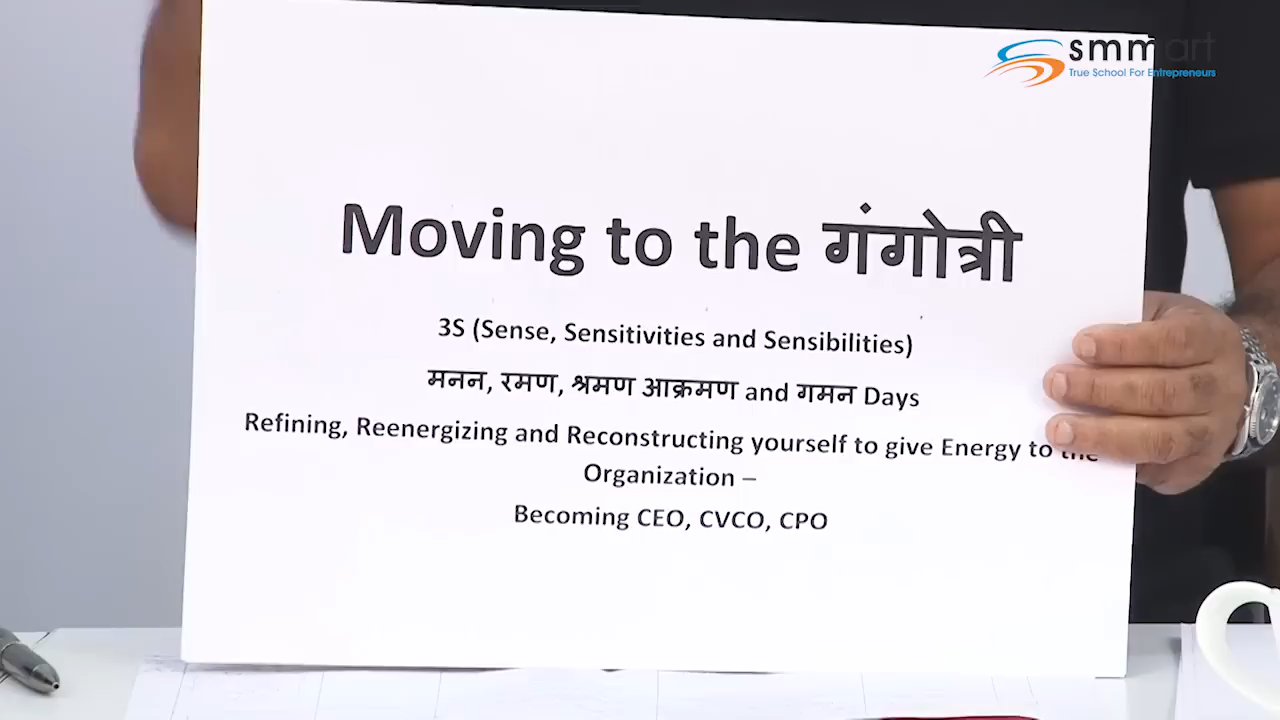 smmart
True School For Entrepreneurs
Moving to the गंगोत्री
3S (Sense, Sensitivities and Sensibilities)
मनन, रमण, श्रमण आक्रमण and गमन Days
Refining, Reenergizing and Reconstructing yourself to give Energy to the
Organization –
Becoming CEO, CVCO, CPO